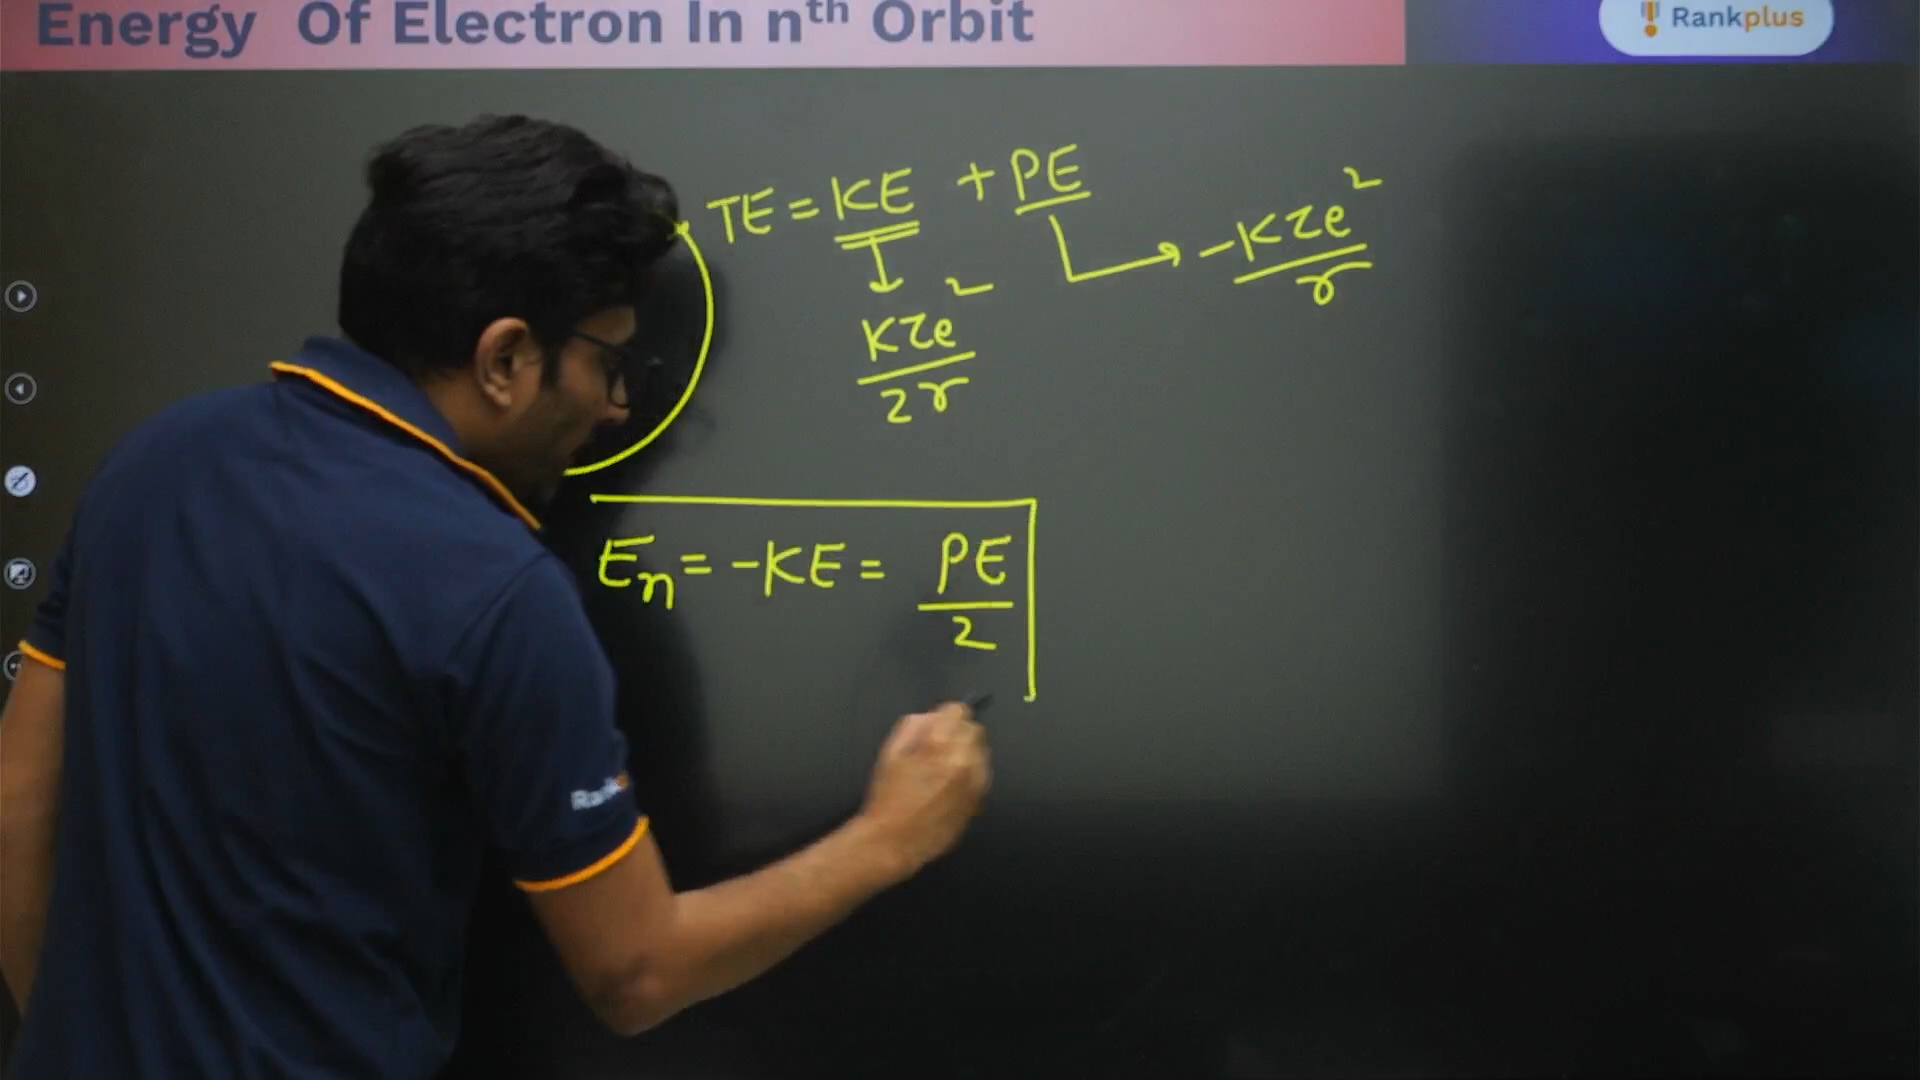 Energy Of Electron In nth Orbit
Rankplus
TE = KE + PE
-KZe²
r
KZe²
2r
En = -KE = PE
2